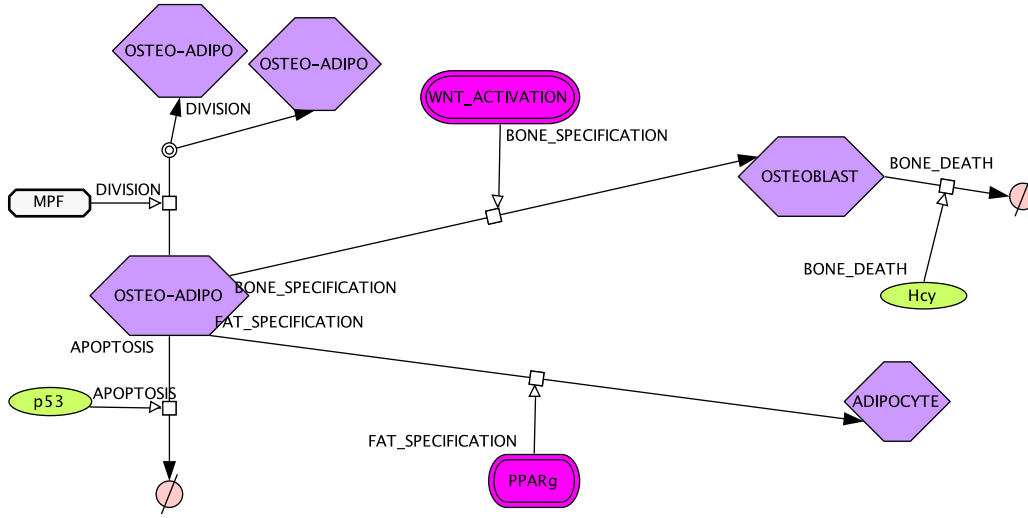 OSTEO-ADIPO
OSTEO-ADIPO
WNT_ACTIVATION
DIVISION
BONE_SPECIFICATION
BONE_DEATH
OSTEOBLAST
DIVISION
MPF
BONE_DEATH
BONE_SPECIFICATION
OSTEO-ADIPO
Hcy
FAT_SPECIFICATION
APOPTOSIS
APOPTOSIS
p53
ADIPOCYTE
FAT_SPECIFICATION
PPARg